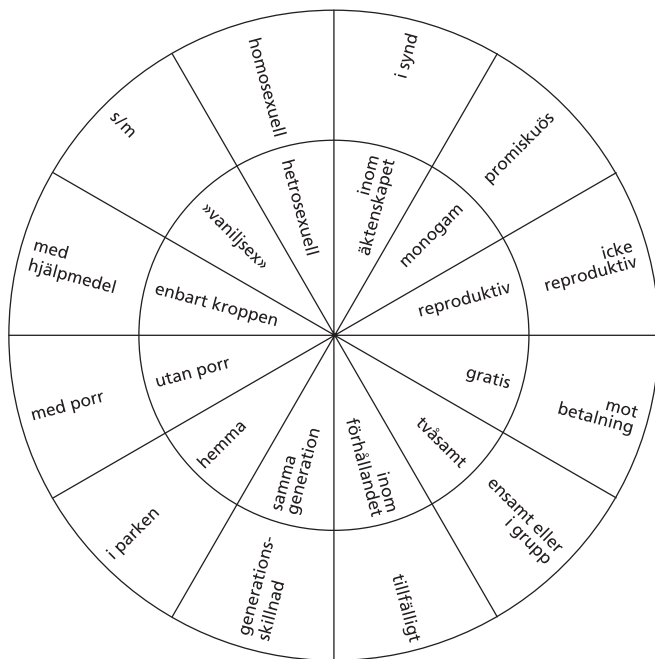 i synd
promiskuös
icke
reproduktiv
mot
betalning
ensamt eller
i grupp
tillfälligt
generations-
skillnad
i parken
med porr
med
hjälpmedel
s/m
homosexuell
inom
äktenskapet
monogam
reproduktiv
gratis
tvåsamt
inom
förhållandet
samma
generation
hemma
utan porr
enbart kroppen
»vaniljsex»
hetrosexuell